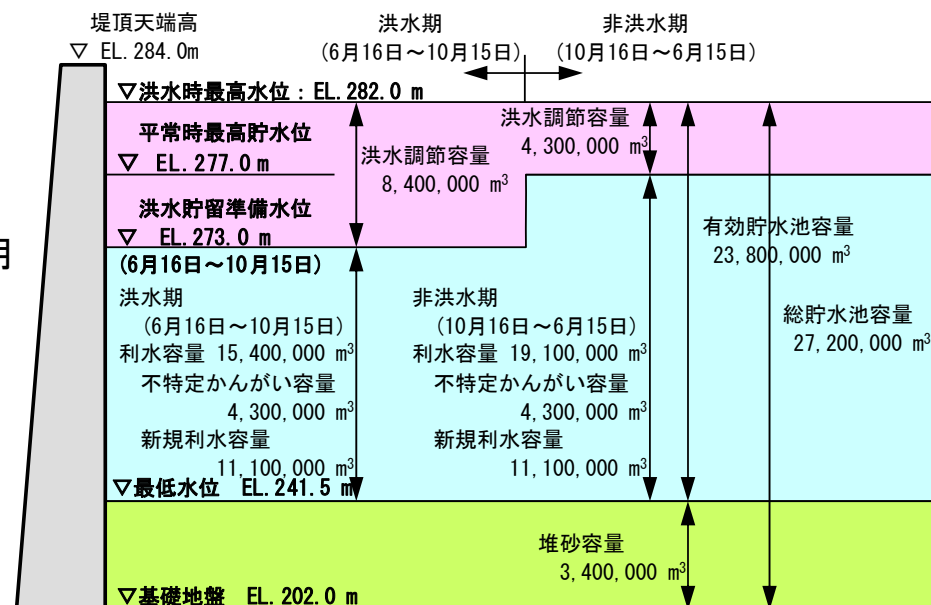 堤頂天端高
▽ EL.284.0m
洪水期
(6月16日～10月15日)
非洪水期
(10月16日～6月15日)
▽洪水時最高水位：EL.282.0 m
平常時最高貯水位
▽ EL.277.0 m
洪水調節容量
8,400,000 m³
洪水調節容量
4,300,000 m³
洪水貯留準備水位
▽ EL.273.0 m
(6月16日～10月15日)
期
有効貯水池容量
23,800,000 m³
総貯水池容量
27,200,000 m³
洪水期
(6月16日～10月15日)
利水容量 15,400,000 m³
不特定かんがい容量
4,300,000 m³
新規利水容量
11,100,000 m³
非洪水期
(10月16日～6月15日)
利水容量 19,100,000 m³
不特定かんがい容量
4,300,000 m³
新規利水容量
11,100,000 m³
▽最低水位 EL.241.5 m
堆砂容量
3,400,000 m³
▽基礎地盤 EL.202.0 m